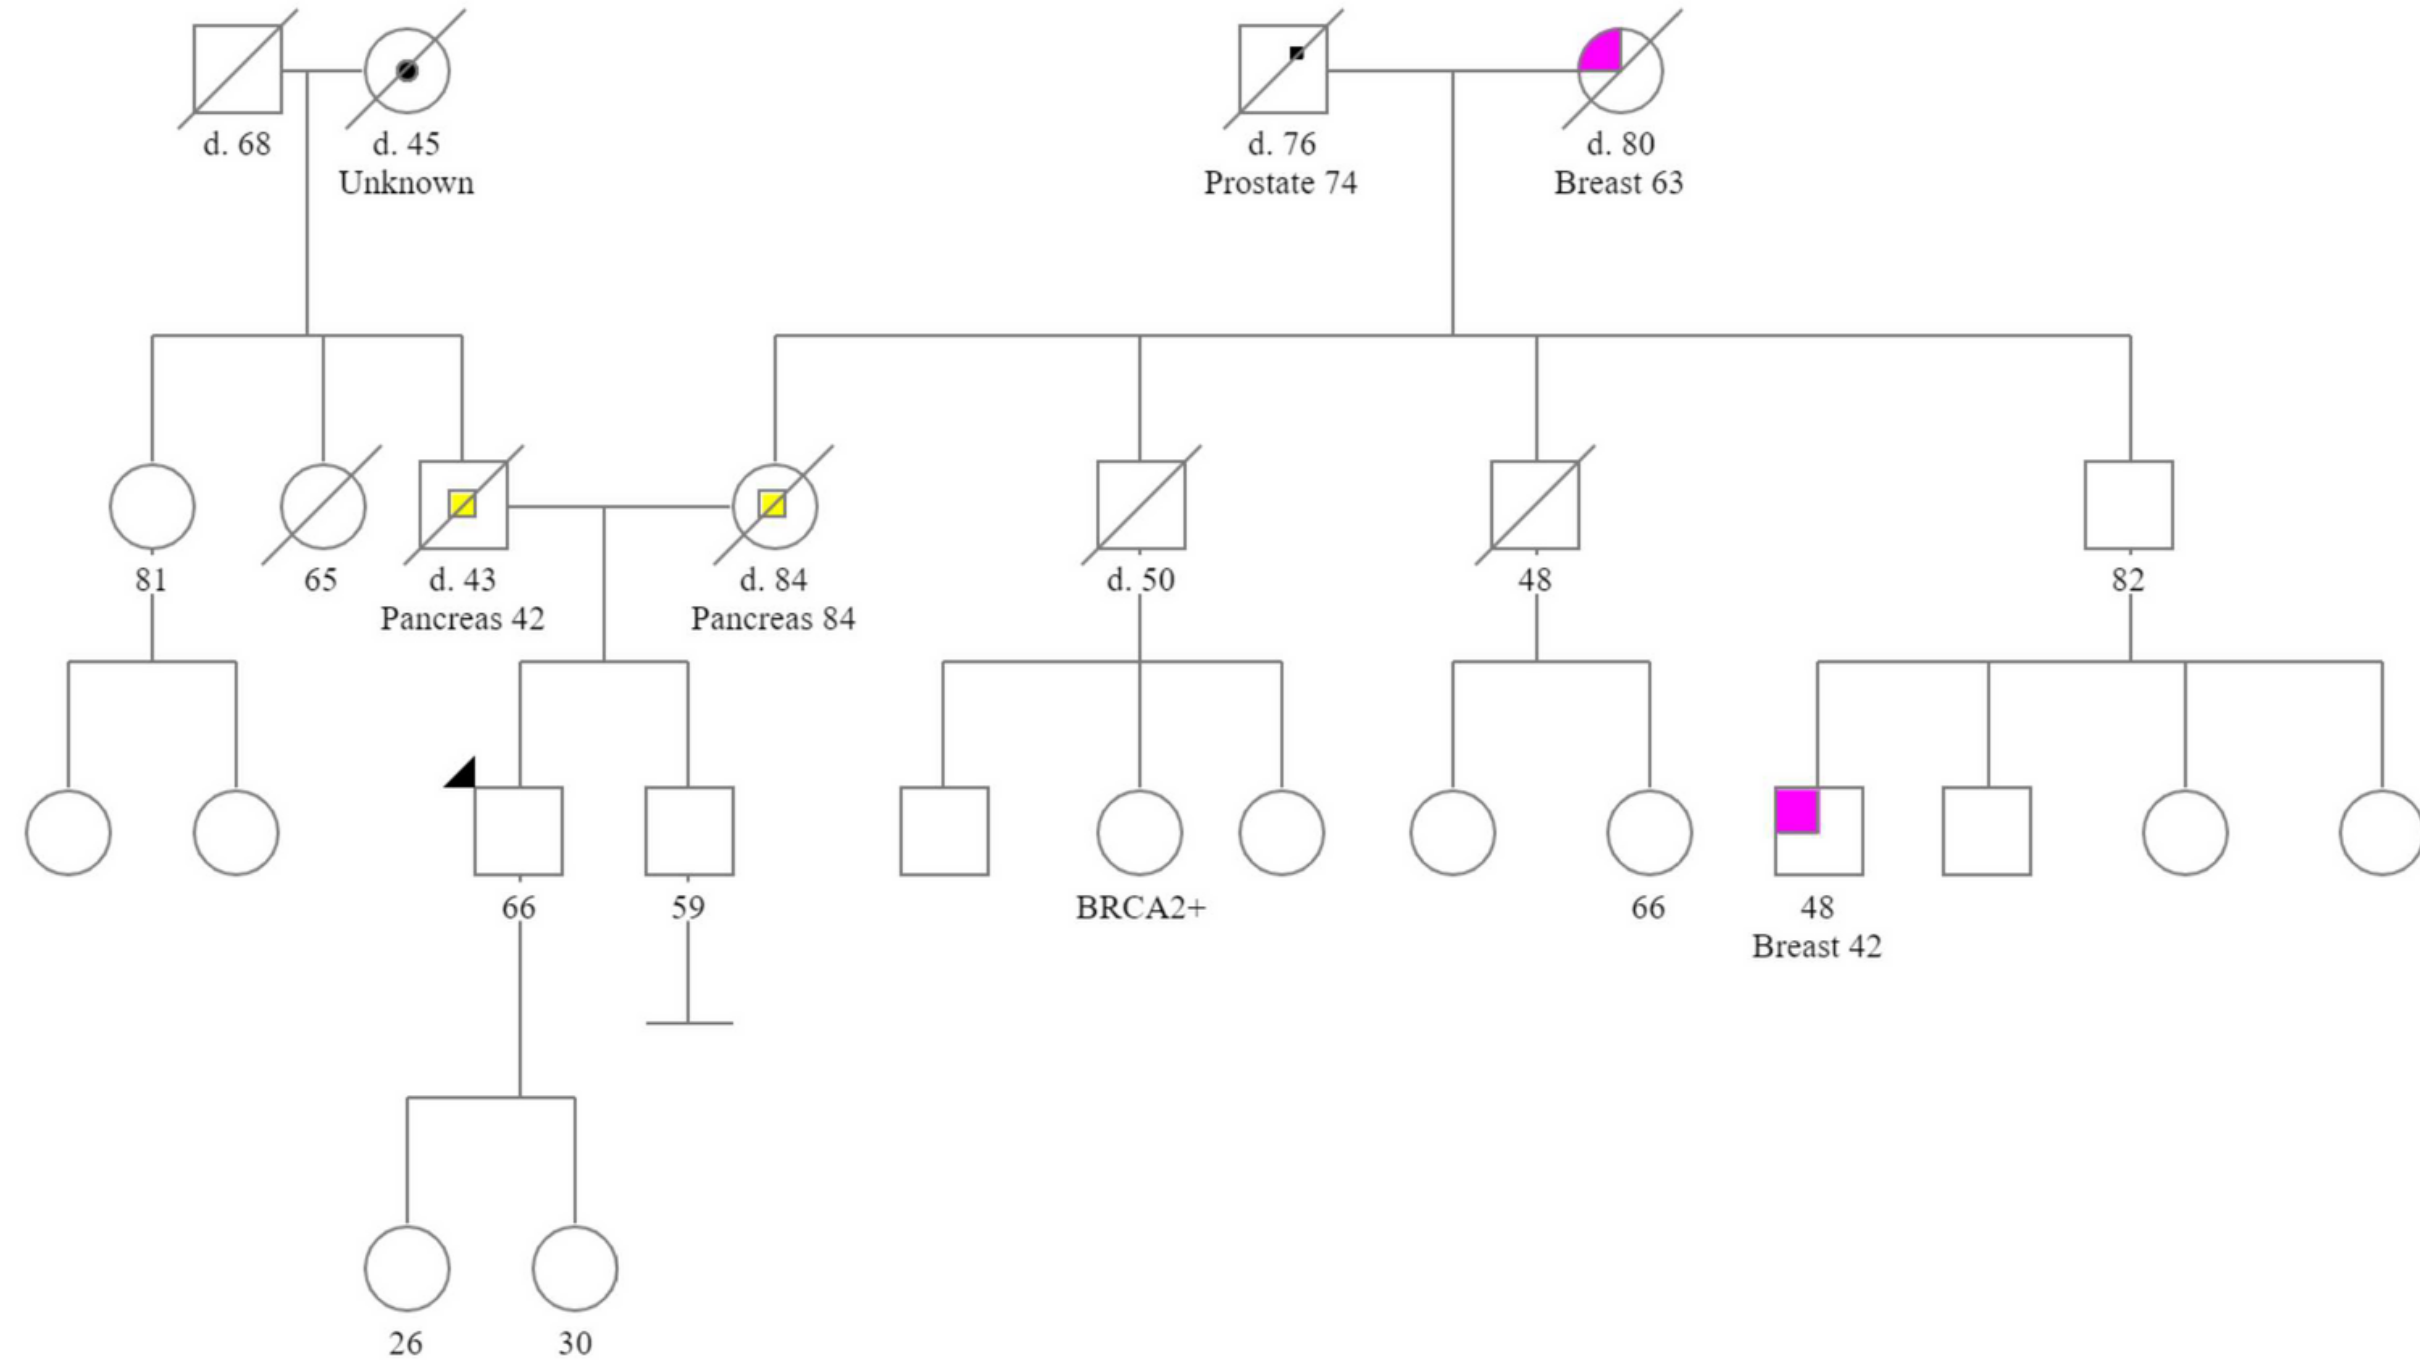 d. 68
d. 45
Unknown
d. 76
Prostate 74
d. 80
Breast 63
81
65
d. 43
Pancreas 42
d. 84
Pancreas 84
d. 50
48
82
66
59
BRCA2+
66
48
Breast 42
26
30